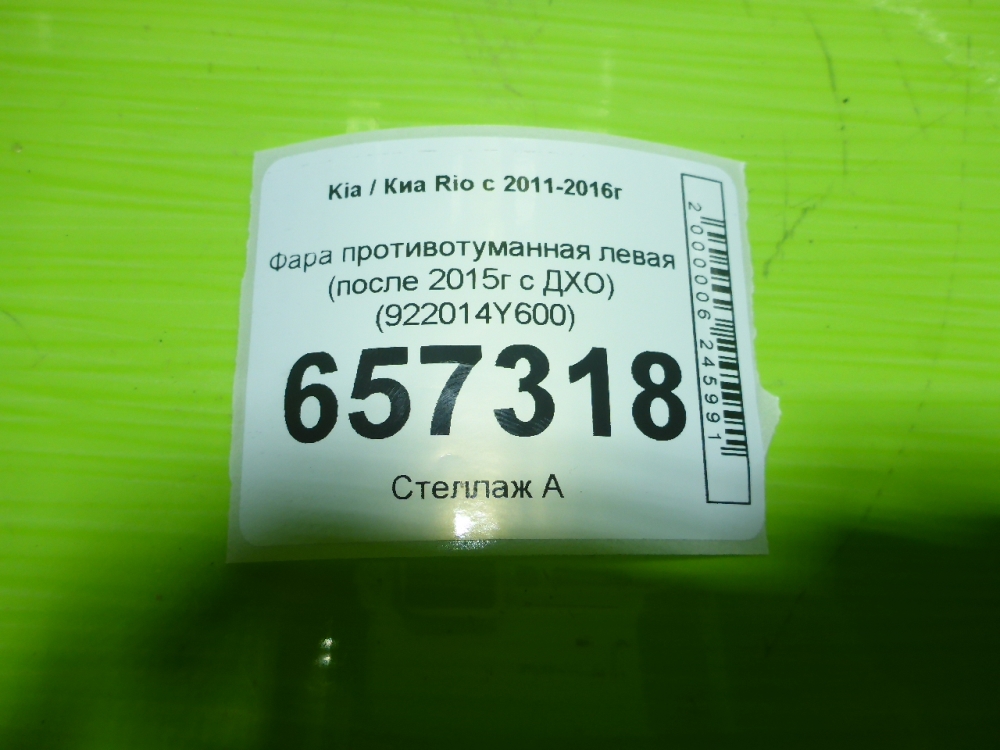 Kia / Киа Rio с 2011-2016г
Фара противотуманная левая
(после 2015г с ДХО)
(922014Y600)
657318
Стеллаж А
2000006245991